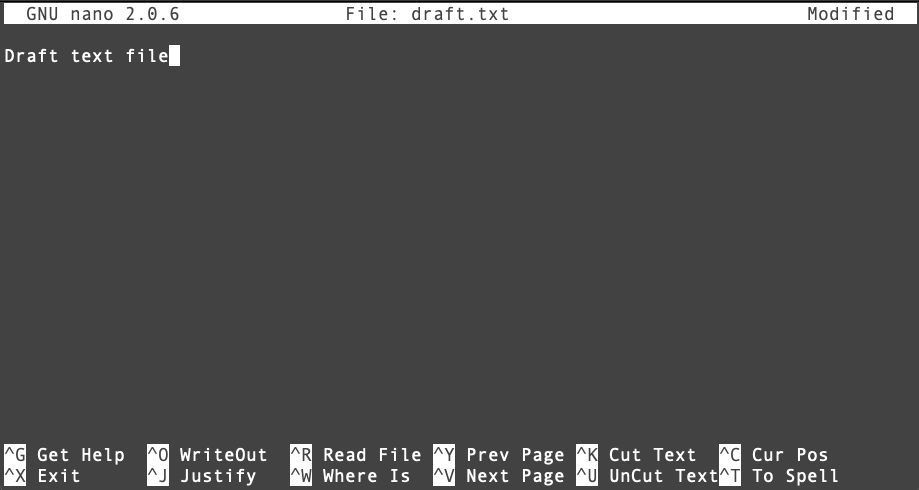 GNU nano 2.0.6 File: draft.txt Modified
Draft text file
^G Get Help ^O WriteOut ^R Read File ^Y Prev Page ^K Cut Text ^C Cur Pos
^X Exit ^J Justify ^W Where Is ^V Next Page ^U UnCut Text ^T To Spell